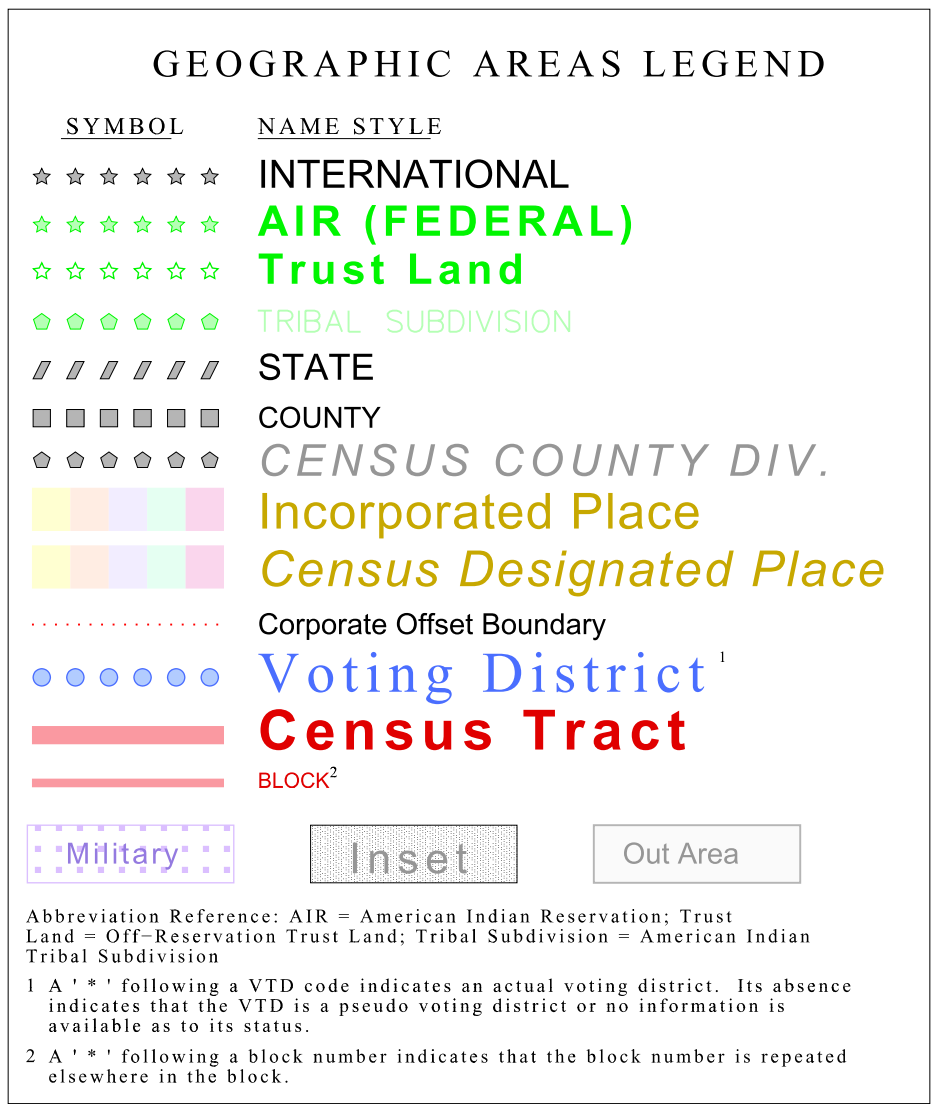 GEOGRAPHIC AREAS LEGEND
SYMBOL NAME STYLE
INTERNATIONAL
AIR (FEDERAL)
Trust Land
TRIBAL SUBDIVISION
STATE
COUNTY
CENSUS COUNTY DIV.
Incorporated Place
Census Designated Place
Corporate Offset Boundary
Voting District 1
Census Tract
BLOCK2
Military Inset Out Area
Abbreviation Reference: AIR = American Indian Reservation; Trust
Land = Off−Reservation Trust Land; Tribal Subdivision = American Indian
Tribal Subdivision
1 A ' * ' following a VTD code indicates an actual voting district. Its absence
indicates that the VTD is a pseudo voting district or no information is
available as to its status.
2 A ' * ' following a block number indicates that the block number is repeated
elsewhere in the block.